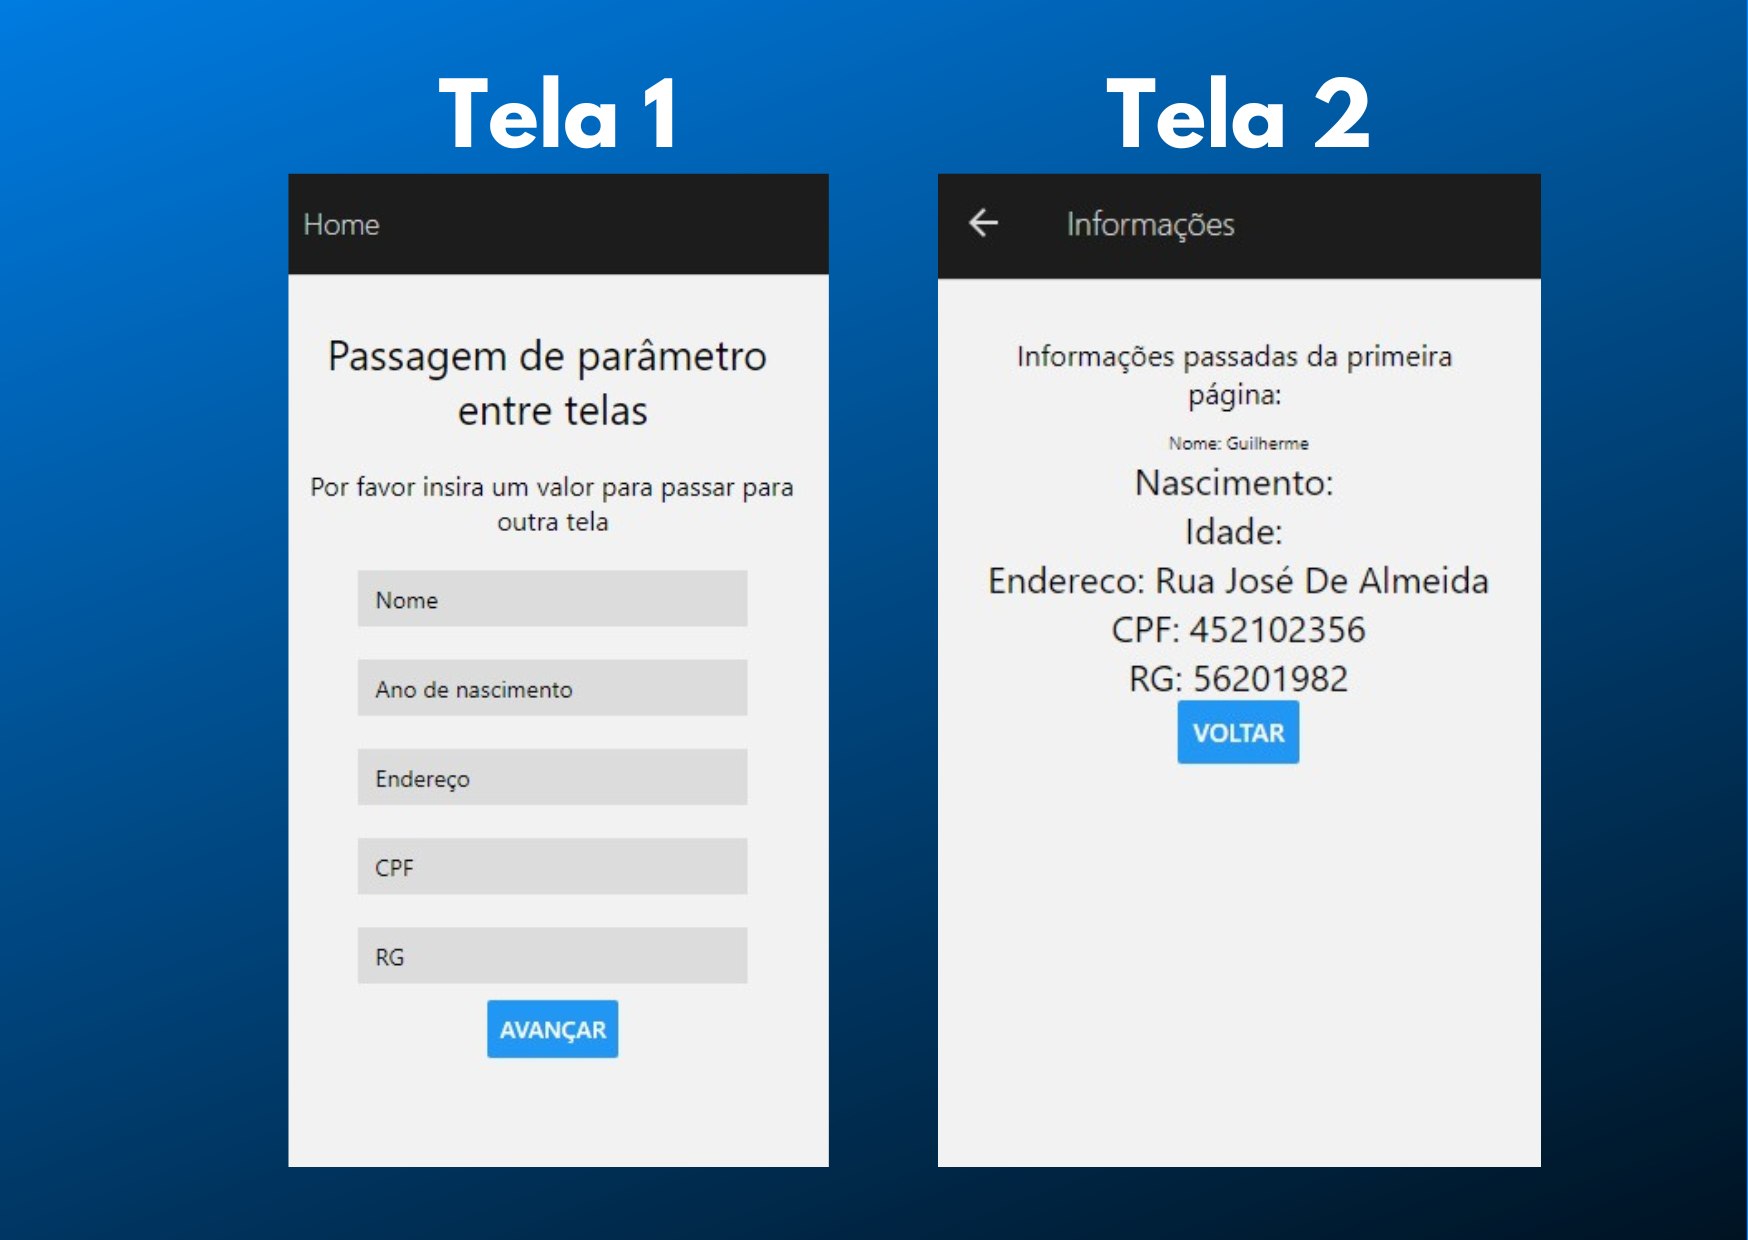 Tela 1
Home
Passagem de parâmetro
entre telas
Por favor insira um valor para passar para
outra tela
Nome
Ano de nascimento
Endereço
CPF
RG
AVANÇAR
Tela 2
Informações
Informações passadas da primeira
página:
Nome: Guilherme
Nascimento:
Idade:
Endereco: Rua José De Almeida
CPF: 452102356
RG: 56201982
VOLTAR